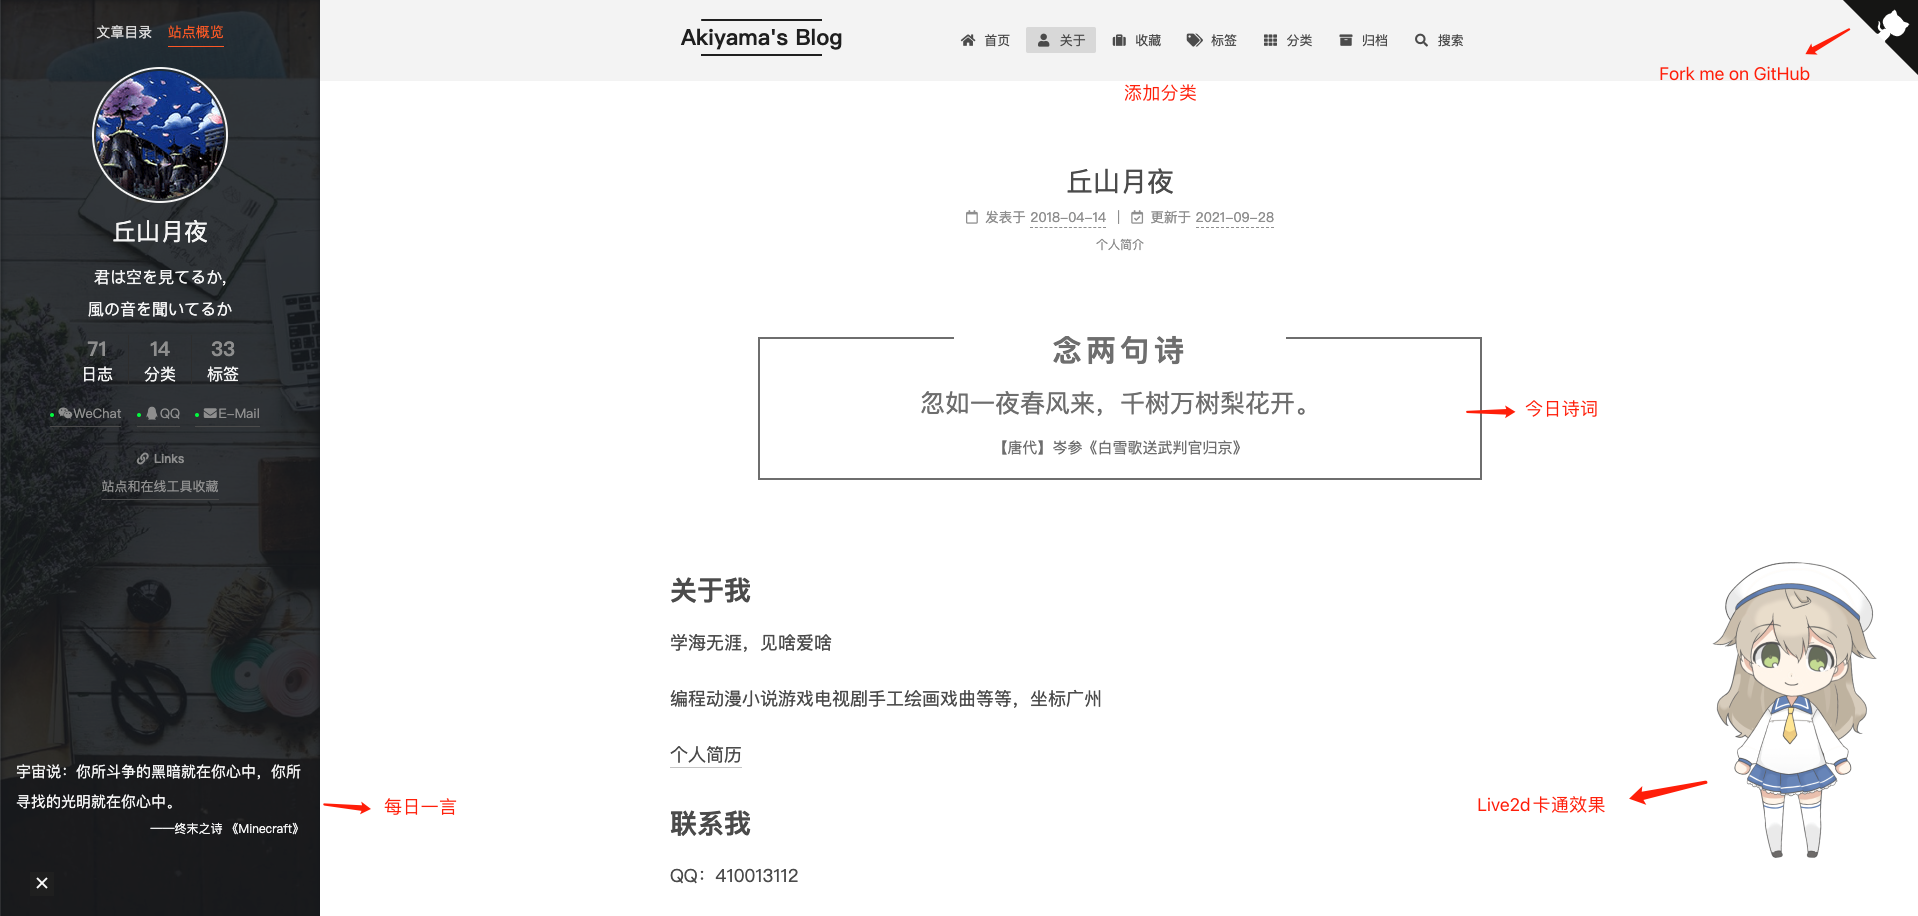 文章目录 站点概览
丘山月夜
君は空を見てるか,
風の音を聞いてるか
71 14 33
日志 分类 标签
WeChat QQ E-Mail
Links
站点和在线工具收藏
宇宙说：你所斗争的黑暗就在你心中，你所
寻找的光明就在你心中。
——终末之诗 《Minecraft》
每日一言
Akiyama's Blog
首页 关于 收藏 标签 分类 归档 搜索
Fork me on GitHub
添加分类
丘山月夜
发表于 2018-04-14 | 更新于 2021-09-28
个人简介
念两句诗
忽如一夜春风来，千树万树梨花开。
【唐代】岑参《白雪歌送武判官归京》
今日诗词
关于我
学海无涯，见啥爱啥
编程动漫小说游戏电视剧手工绘画戏曲等等，坐标广州
个人简历
Live2d卡通效果
联系我
QQ：410013112